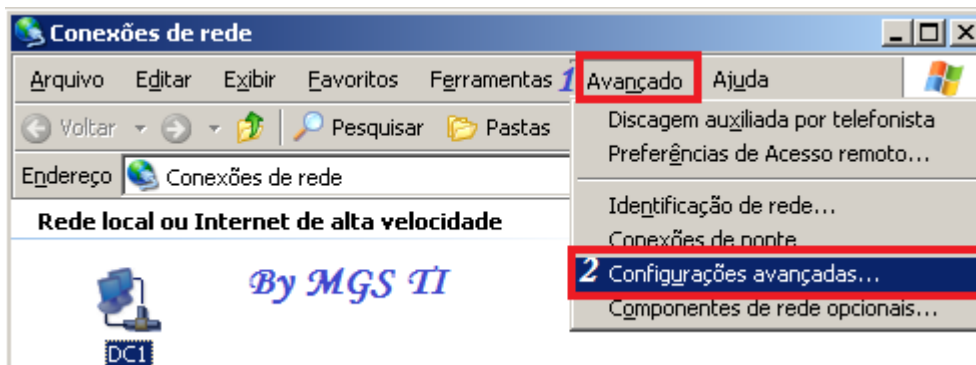 Conexões de rede
Arquivo Editar Exibir Favoritos Ferramentas 1 Avançado Ajuda
Voltar Pesquisar Pastas
Discagem auxiliada por telefonista
Preferências de Acesso remoto...
Endereço Conexões de rede
Identificação de rede...
Conexões de ponte
2 Configurações avançadas...
Componentes de rede opcionais...
Rede local ou Internet de alta velocidade
By MGS TI
DC1